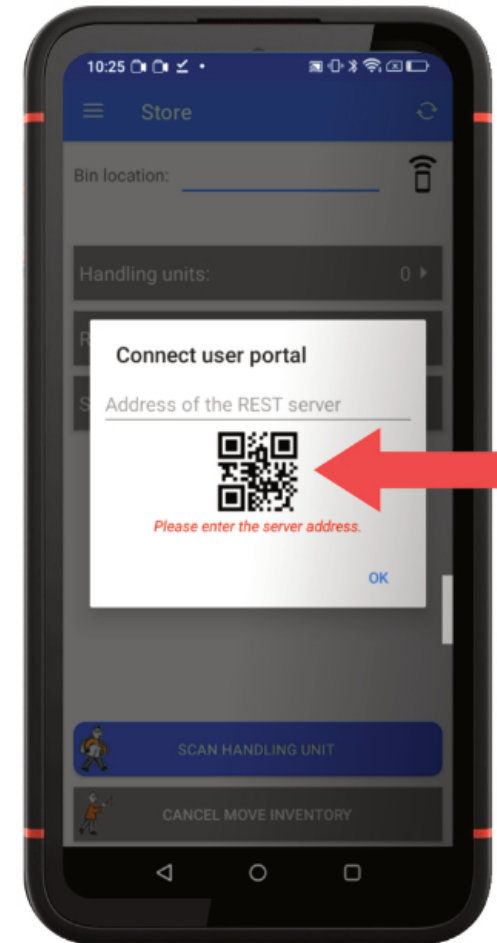 10:25
Store
Bin location:
Handling units: 0
R
S
Connect user portal
Address of the REST server
Please enter the server address.
OK
SCAN HANDLING UNIT
CANCEL MOVE INVENTORY